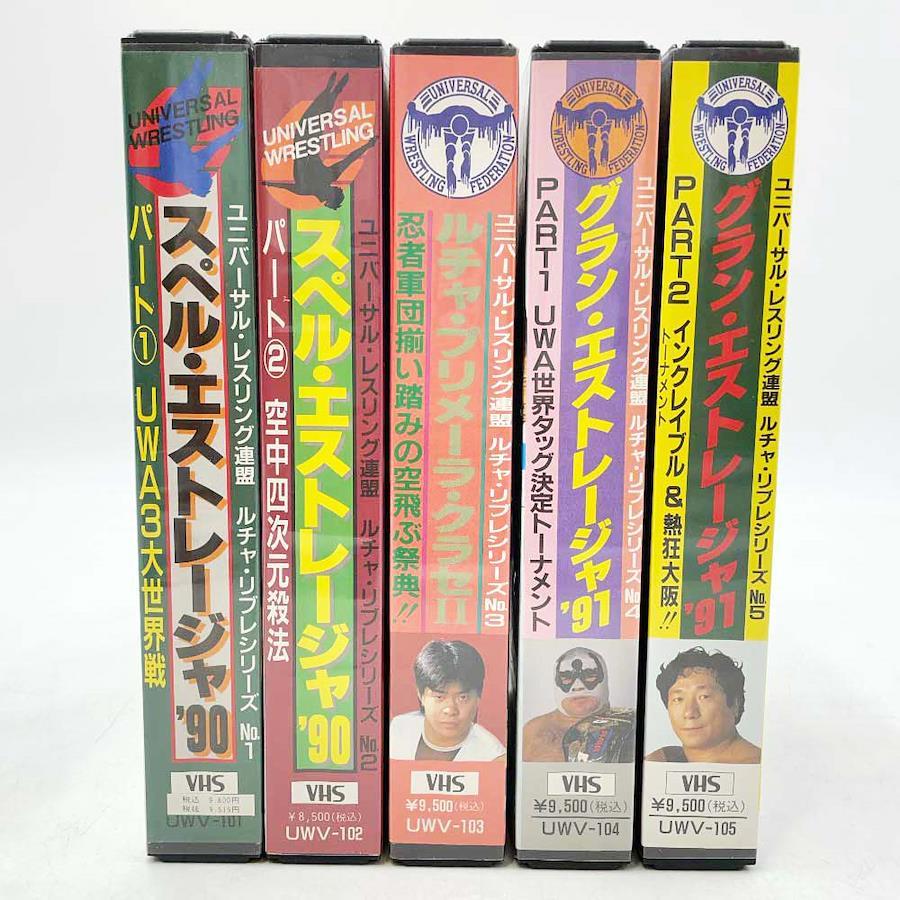 UNIVERSAL
WRESTLING
ユニバーサル・レスリング連盟 ルチャ・リブレシリーズ No.1
スペル・エストレージャ'90
パート① UWA3大世界戦
VHS
税込 9,800円
税抜 9,515円
UWV-101
UNIVERSAL
WRESTLING
ユニバーサル・レスリング連盟 ルチャ・リブレシリーズ No.2
スペル・エストレージャ'90
パート② 空中四次元殺法
VHS
¥8,500(税込)
UWV-102
UNIVERSAL
WRESTLING FEDERATION
ユニバーサル・レスリング連盟 ルチャ・リブレシリーズ No.3
ルチャ・プリメーラ・クラセII
忍者軍団揃い踏みの空飛ぶ祭典!!
VHS
¥9,500(税込)
UWV-103
UNIVERSAL
WRESTLING FEDERATION
ユニバーサル・レスリング連盟 ルチャ・リブレシリーズ No.4
グラン・エストレージャ'91
PART1 UWA世界タッグ決定トーナメント
VHS
¥9,500(税込)
UWV-104
UNIVERSAL
WRESTLING FEDERATION
ユニバーサル・レスリング連盟 ルチャ・リブレシリーズ No.5
グラン・エストレージャ'91
PART2 インクレイブル & 熱狂大阪!!
トーナメント
VHS
¥9,500(税込)
UWV-105